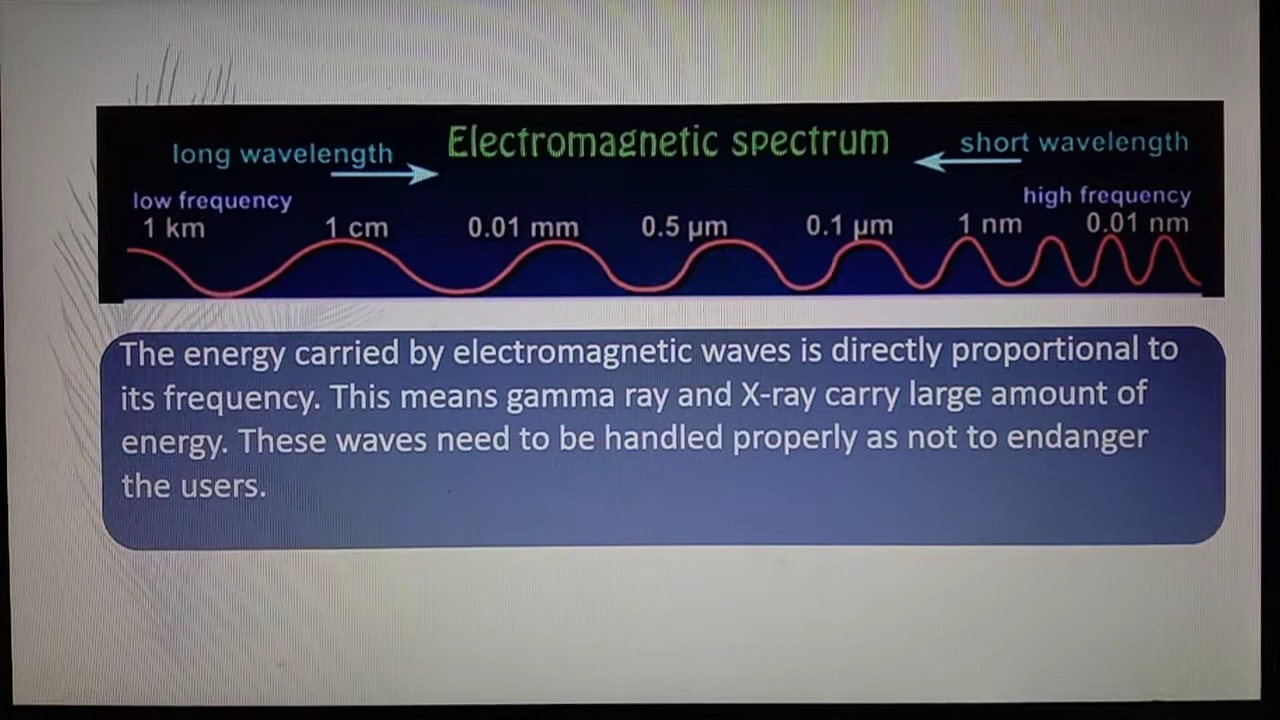 Electromagnetic spectrum
long wavelength
short wavelength
low frequency
high frequency
1 km 1 cm 0.01 mm 0.5 µm 0.1 µm 1 nm 0.01 nm
The energy carried by electromagnetic waves is directly proportional to
its frequency. This means gamma ray and X-ray carry large amount of
energy. These waves need to be handled properly as not to endanger
the users.